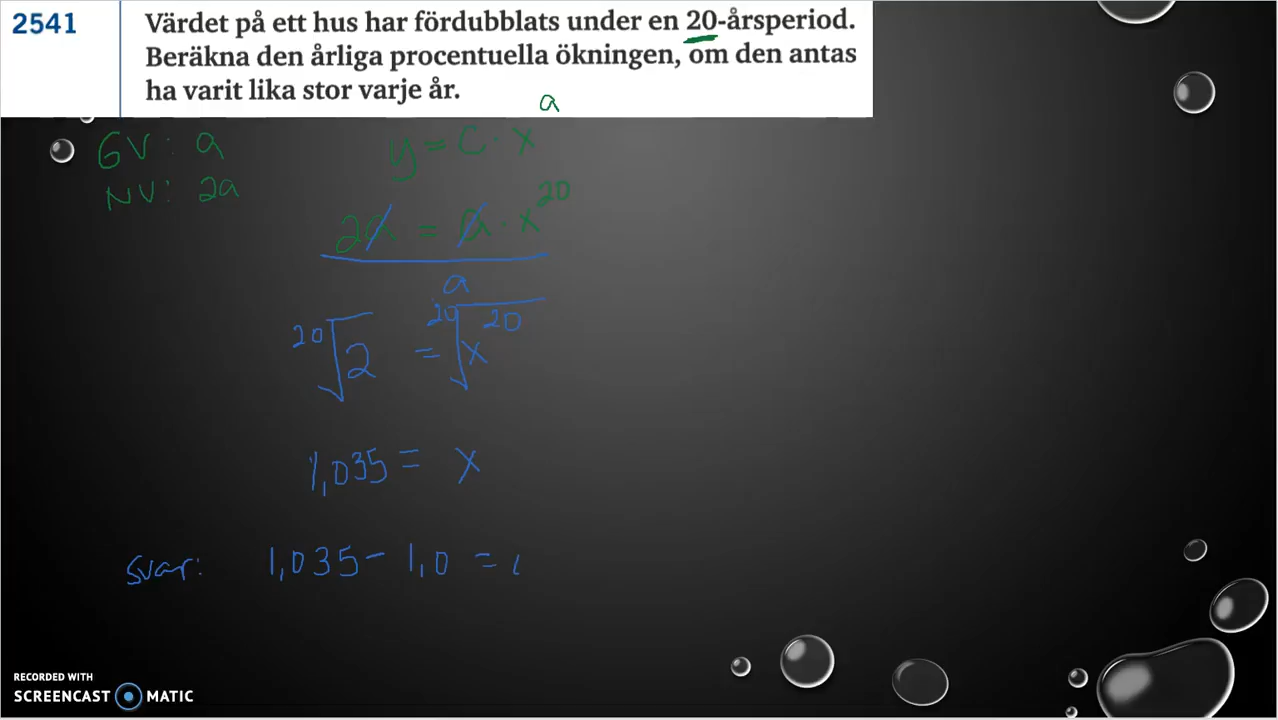 2541
Värdet på ett hus har fördubblats under en 20-årsperiod.
Beräkna den årliga procentuella ökningen, om den antas
ha varit lika stor varje år.
GV: a
NV: 2a
y = C · x^a
2a = a · x^20
a
20√2 = 20√x^20
1,035 = x
svar: 1,035 - 1,0 = 
RECORDED WITH
SCREENCAST MATIC